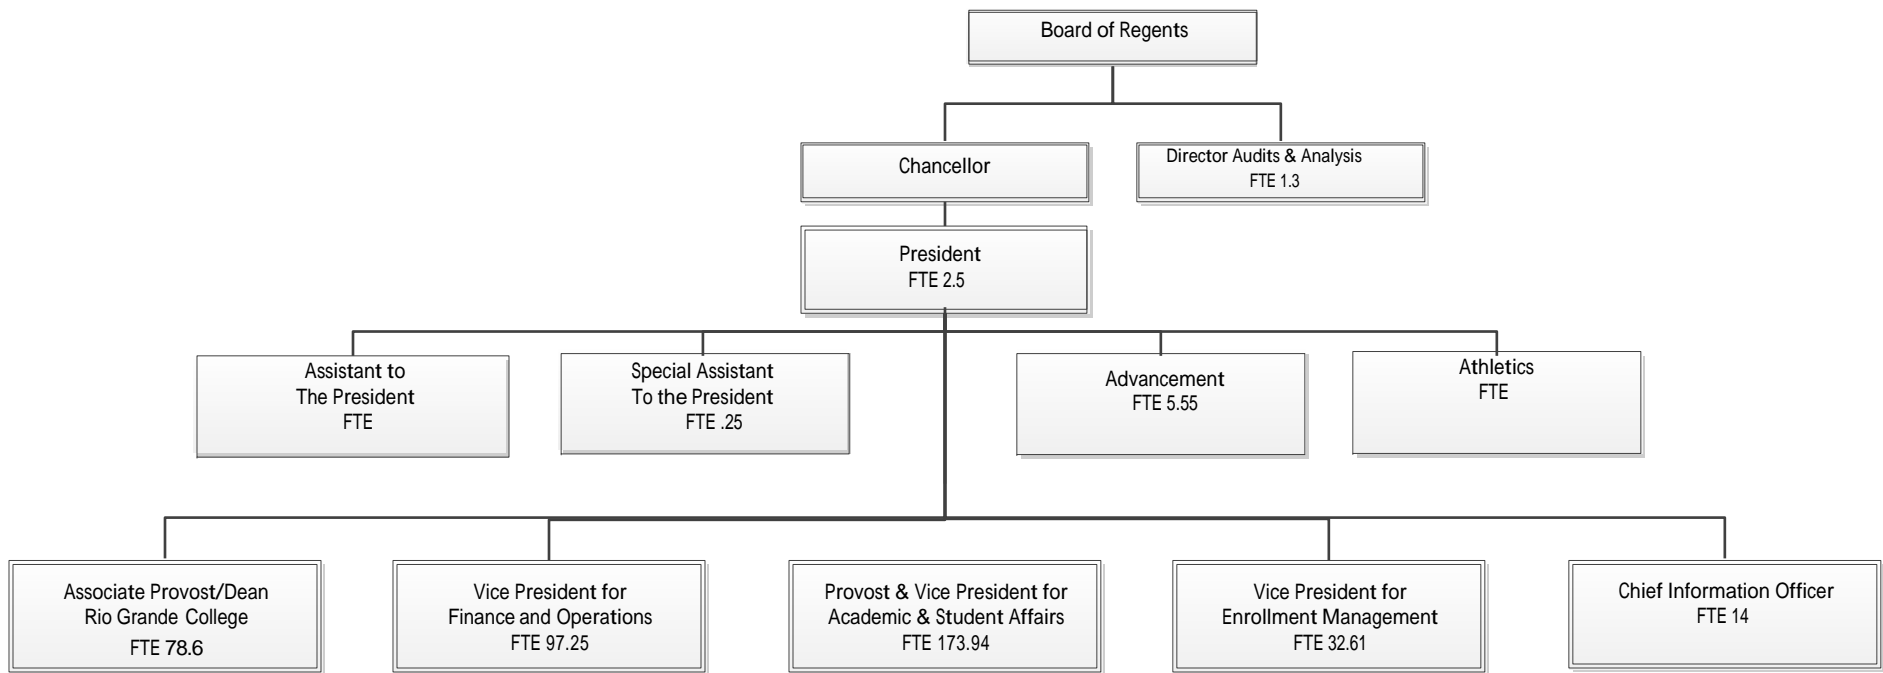 Board of Regents
Chancellor
Director Audits & Analysis
FTE 1.3
President
FTE 2.5
Assistant to
The President
FTE
Special Assistant
To the President
FTE .25
Advancement
FTE 5.55
Athletics
FTE
Associate Provost/Dean
Rio Grande College
FTE 78.6
Vice President for
Finance and Operations
FTE 97.25
Provost & Vice President for
Academic & Student Affairs
FTE 173.94
Vice President for
Enrollment Management
FTE 32.61
Chief Information Officer
FTE 14